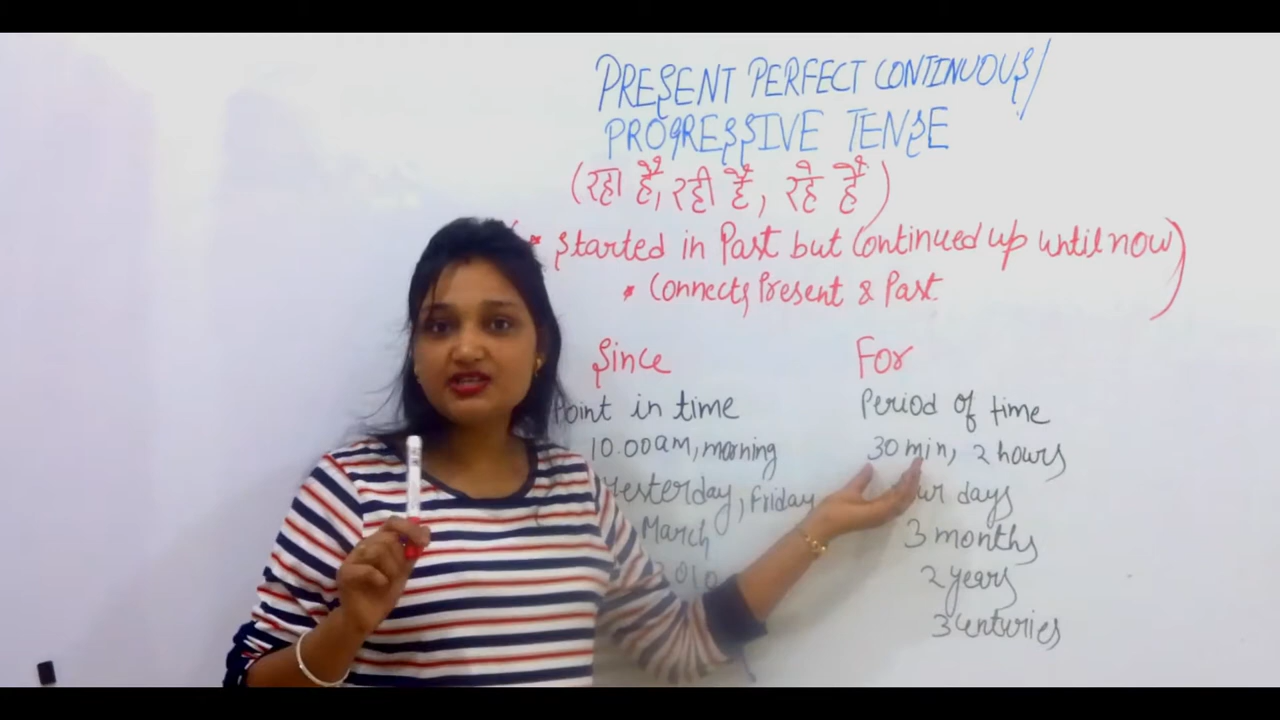 PRESENT PERFECT CONTINUOUS/
PROGRESSIVE TENSE
(रहा है, रही है, रहे हैं)
( * Started in Past but Continued up until now)
* Connects Present & Past.
Since
Point in time
10.00am, morning
Yesterday, Friday
March
2010
For
Period of time
30 min, 2 hours
days
3 months
2 years
3 centuries